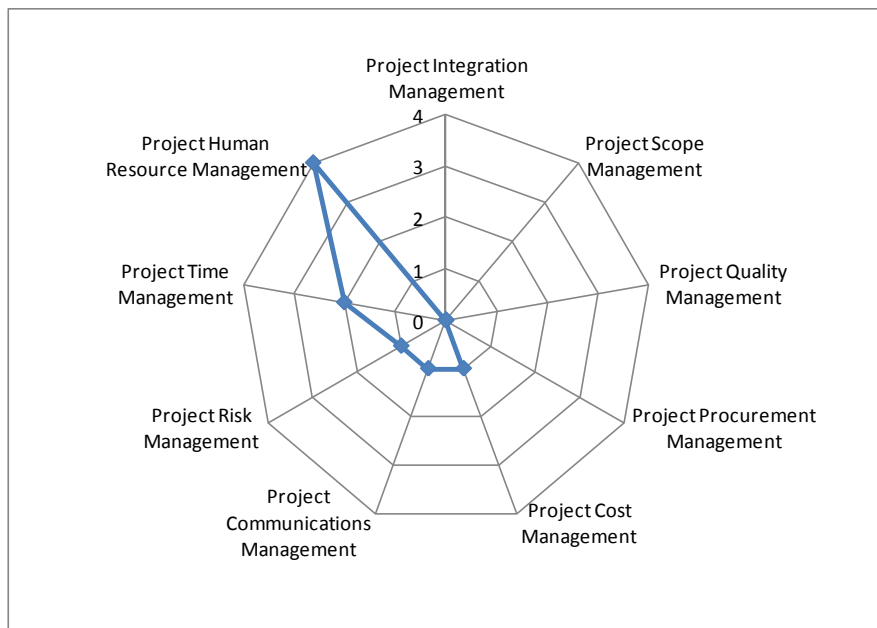 Project Integration
Management
Project Scope
Management
Project Quality
Management
Project Procurement
Management
Project Cost
Management
Project
Communications
Management
Project Risk
Management
Project Time
Management
Project Human
Resource Management
4
3
2
1
0